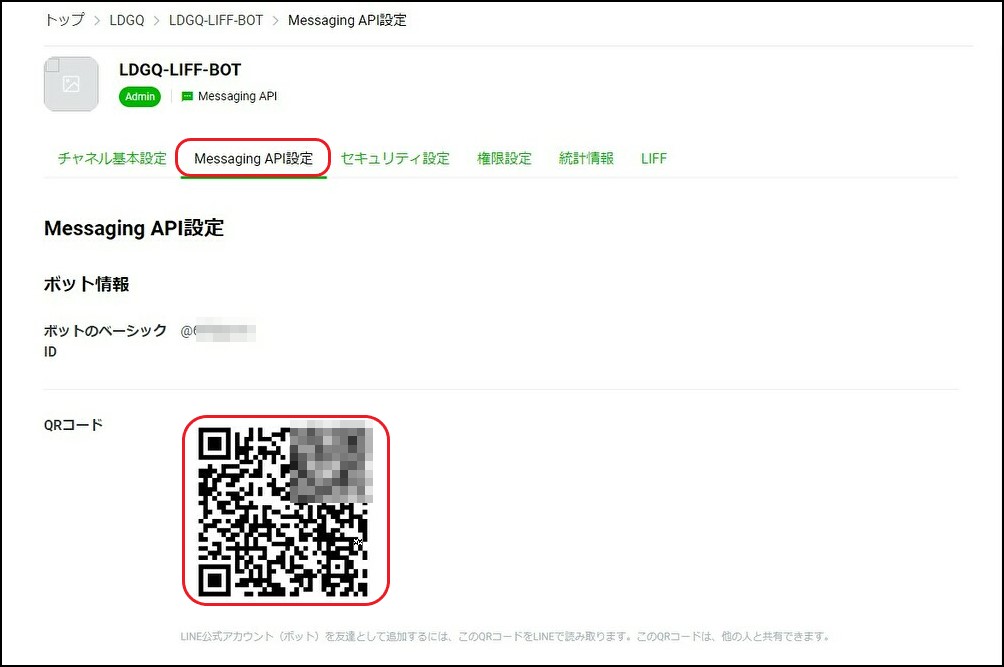 トップ > LDGQ > LDGQ-LIFF-BOT > Messaging API設定
LDGQ-LIFF-BOT
Admin Messaging API
チャネル基本設定 Messaging API設定 セキュリティ設定 権限設定 統計情報 LIFF
Messaging API設定
ボット情報
ボットのベーシック @
ID
QRコード
LINE公式アカウント（ボット）を友達として追加するには、このQRコードをLINEで読み取ります。このQRコードは、他の人と共有できます。